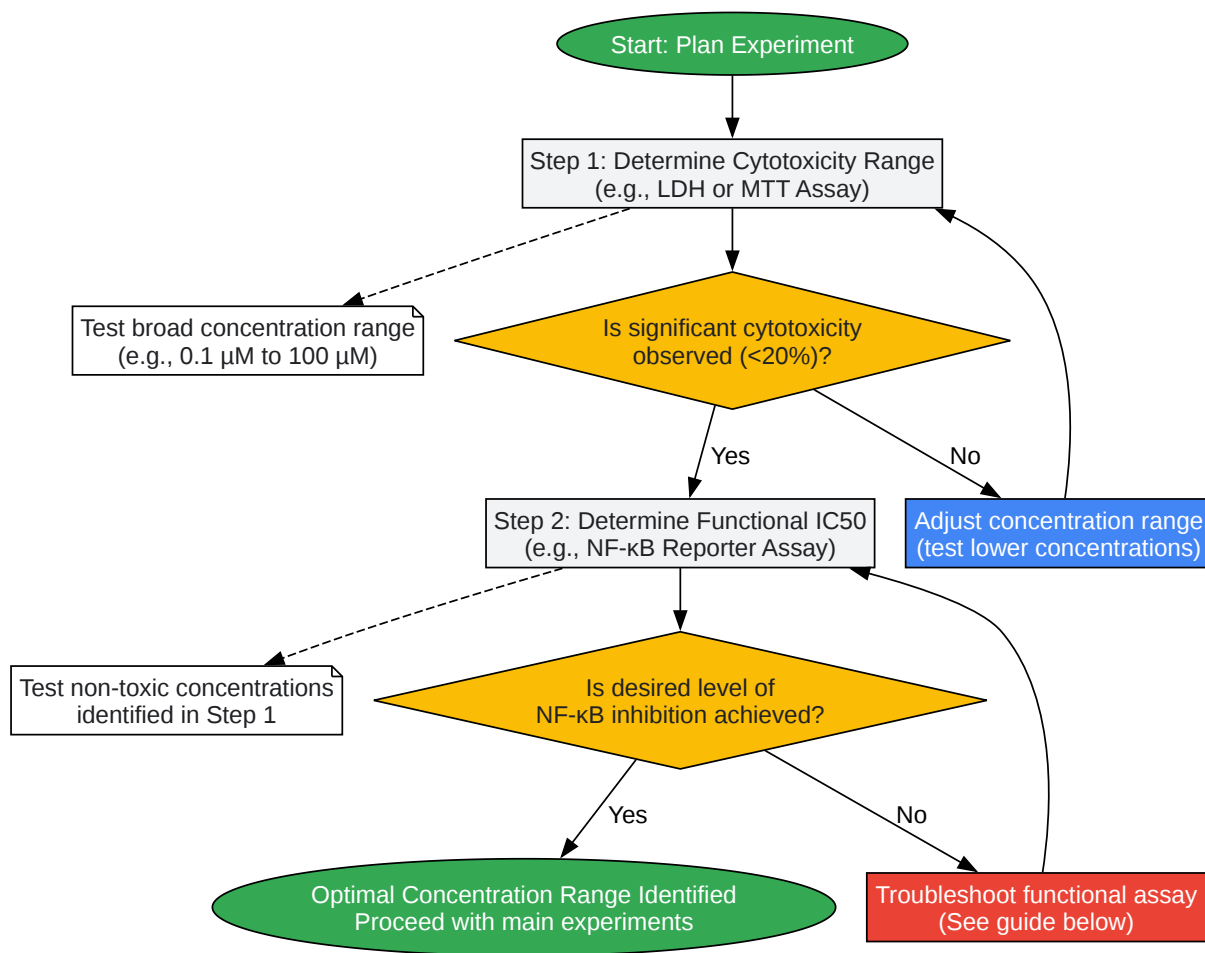 Start: Plan Experiment
Step 1: Determine Cytotoxicity Range
(e.g., LDH or MTT Assay)
Test broad concentration range
(e.g., 0.1 µM to 100 µM)
Is significant cytotoxicity
observed (<20%)?
Yes
No
Step 2: Determine Functional IC50
(e.g., NF-κB Reporter Assay)
Adjust concentration range
(test lower concentrations)
Test non-toxic concentrations
identified in Step 1
Is desired level of
NF-κB inhibition achieved?
Yes
No
Optimal Concentration Range Identified
Proceed with main experiments
Troubleshoot functional assay
(See guide below)